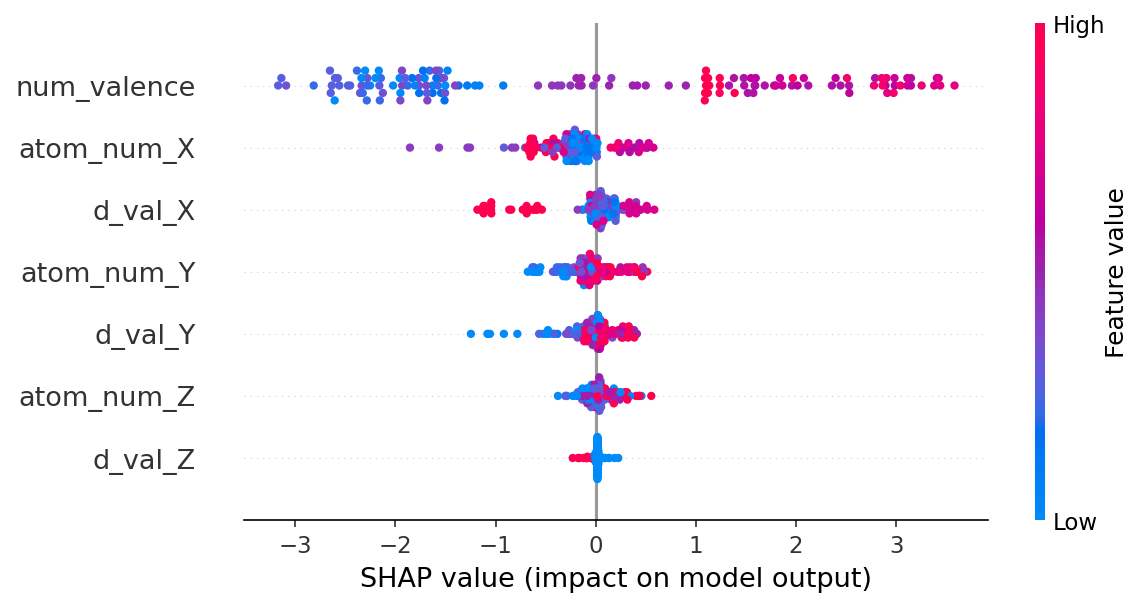 High
num_valence
atom_num_X
d_val_X
atom_num_Y
d_val_Y
atom_num_Z
d_val_Z
Feature value
Low
−3 −2 −1 0 1 2 3
SHAP value (impact on model output)